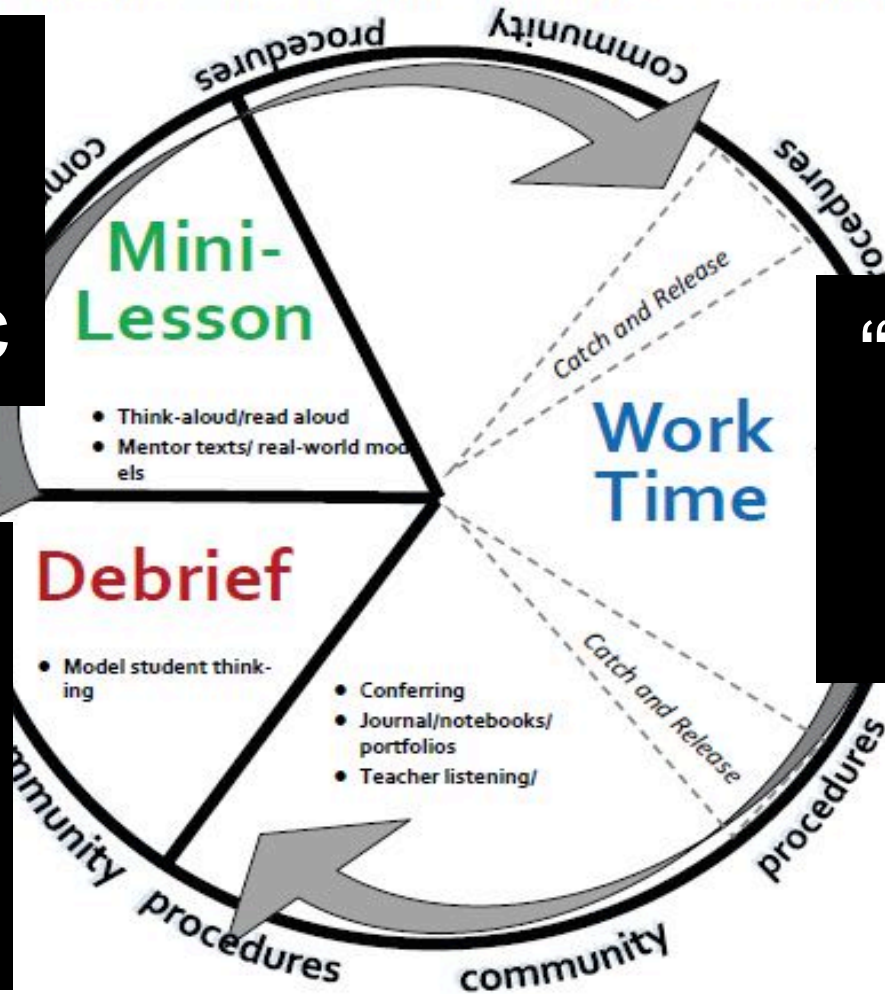 procedures
community
procedures
Mini-
Lesson
Catch and Release
● Think-aloud/read aloud
● Mentor texts/ real-world mod
els
Work
Time
“
Debrief
● Model student think-
ing
Catch and Release
● Conferring
● Journal/notebooks/
portfolios
● Teacher listening/
procedures
procedures
community